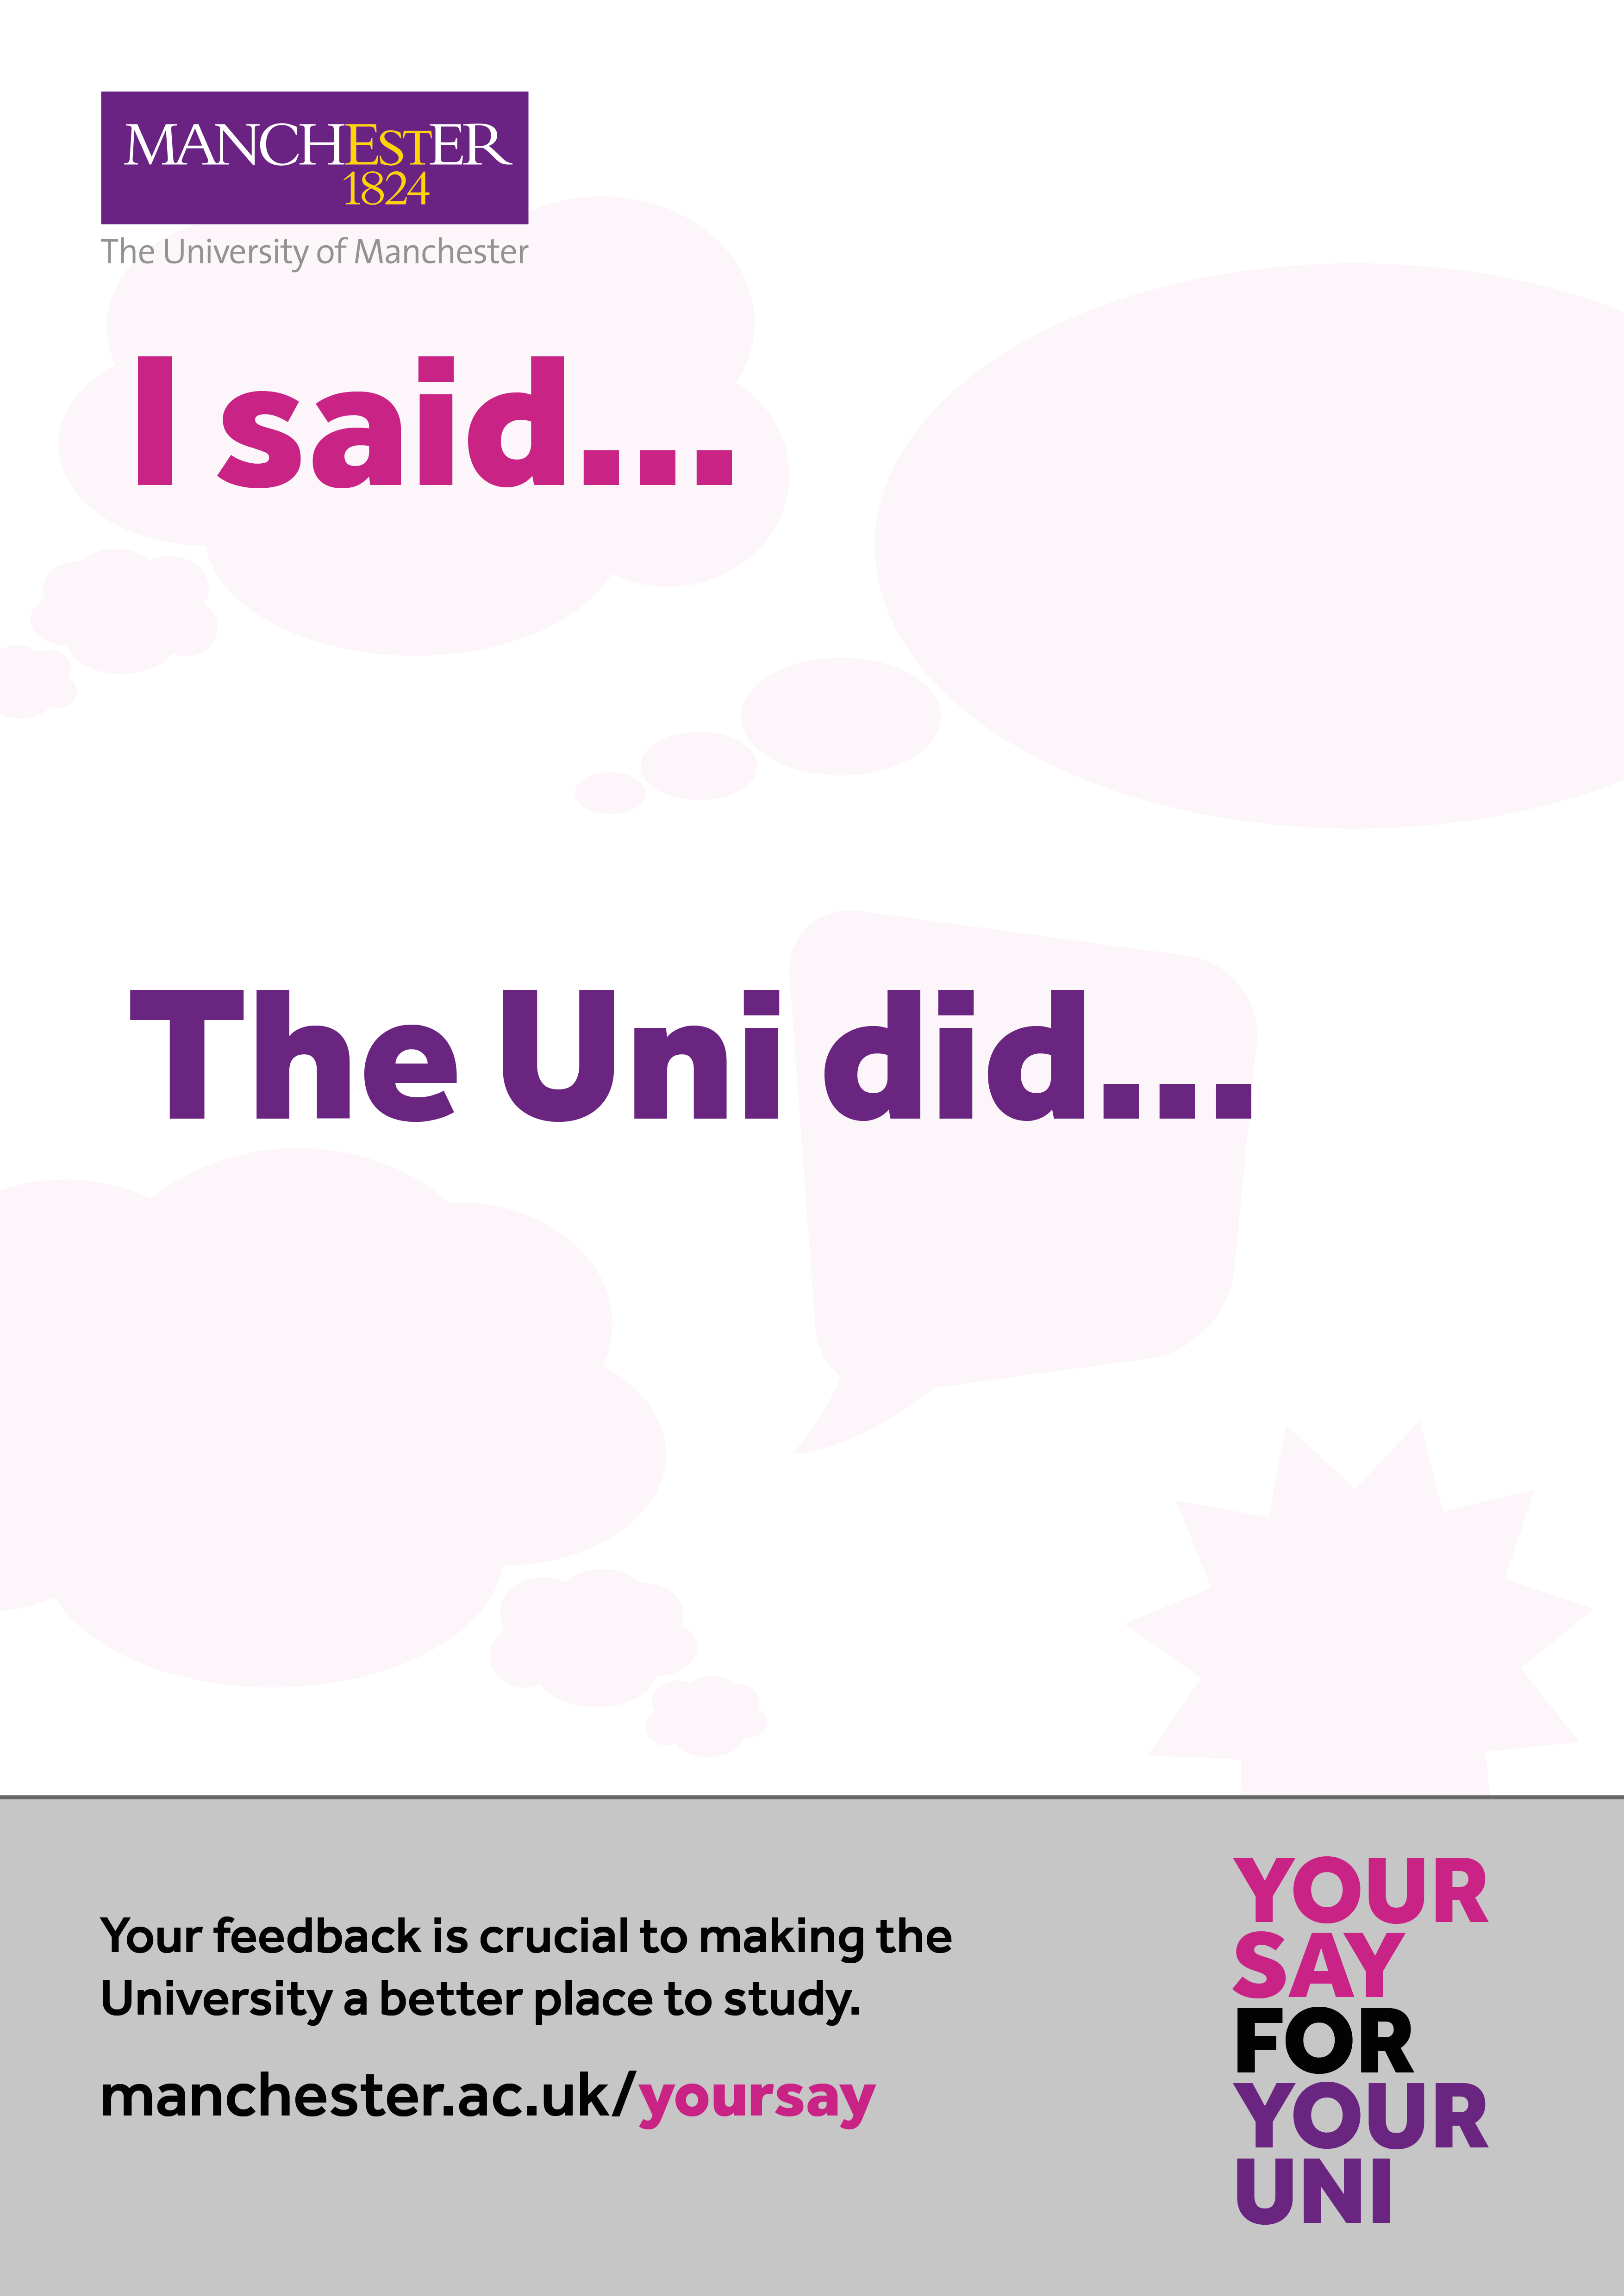 MANCHESTER
1824
The University of Manchester
I said...
The Uni did...
Your feedback is crucial to making the
University a better place to study.
manchester.ac.uk/yoursay
YOUR
SAY
FOR
YOUR
UNI